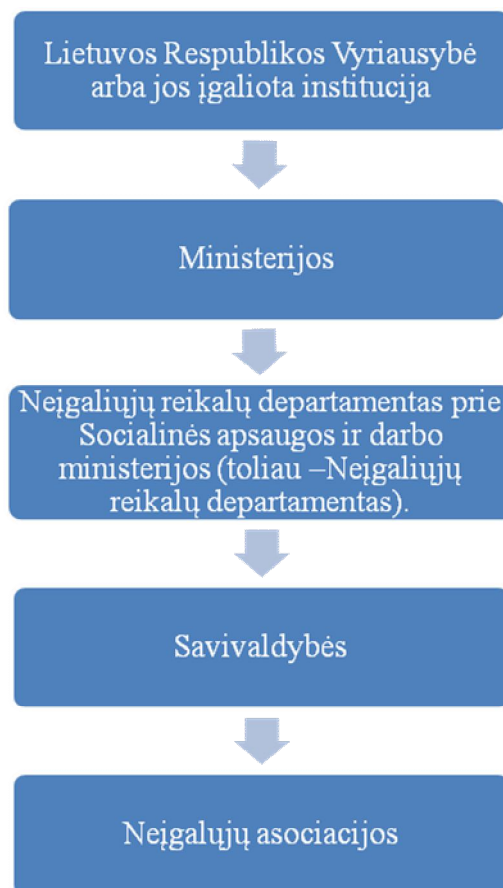 Lietuvos Respublikos Vyriausybė
arba jos įgaliota institucija
Ministerijos
Neįgaliųjų reikalų departamentas prie
Socialinės apsaugos ir darbo
ministerijos (toliau –Neįgaliųjų
reikalų departamentas).
Savivaldybės
Neįgalųjų asociacijos